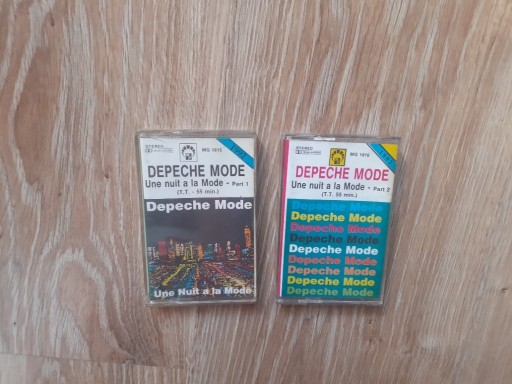 STEREO
MG 1615
DEPECHE MODE
Une nuit a la Mode - Part 1
(T.T. - 55 min.)
Depeche Mode
Une Nuit a la Mode
STEREO
MG 1616
DEPECHE MODE
Une nuit a la Mode - Part 2
(T.T. 55 min.)
Depeche Mode
Depeche Mode
Depeche Mode
Depeche Mode
Depeche Mode
Depeche Mode
Depeche Mode
Depeche Mode
Depeche Mode